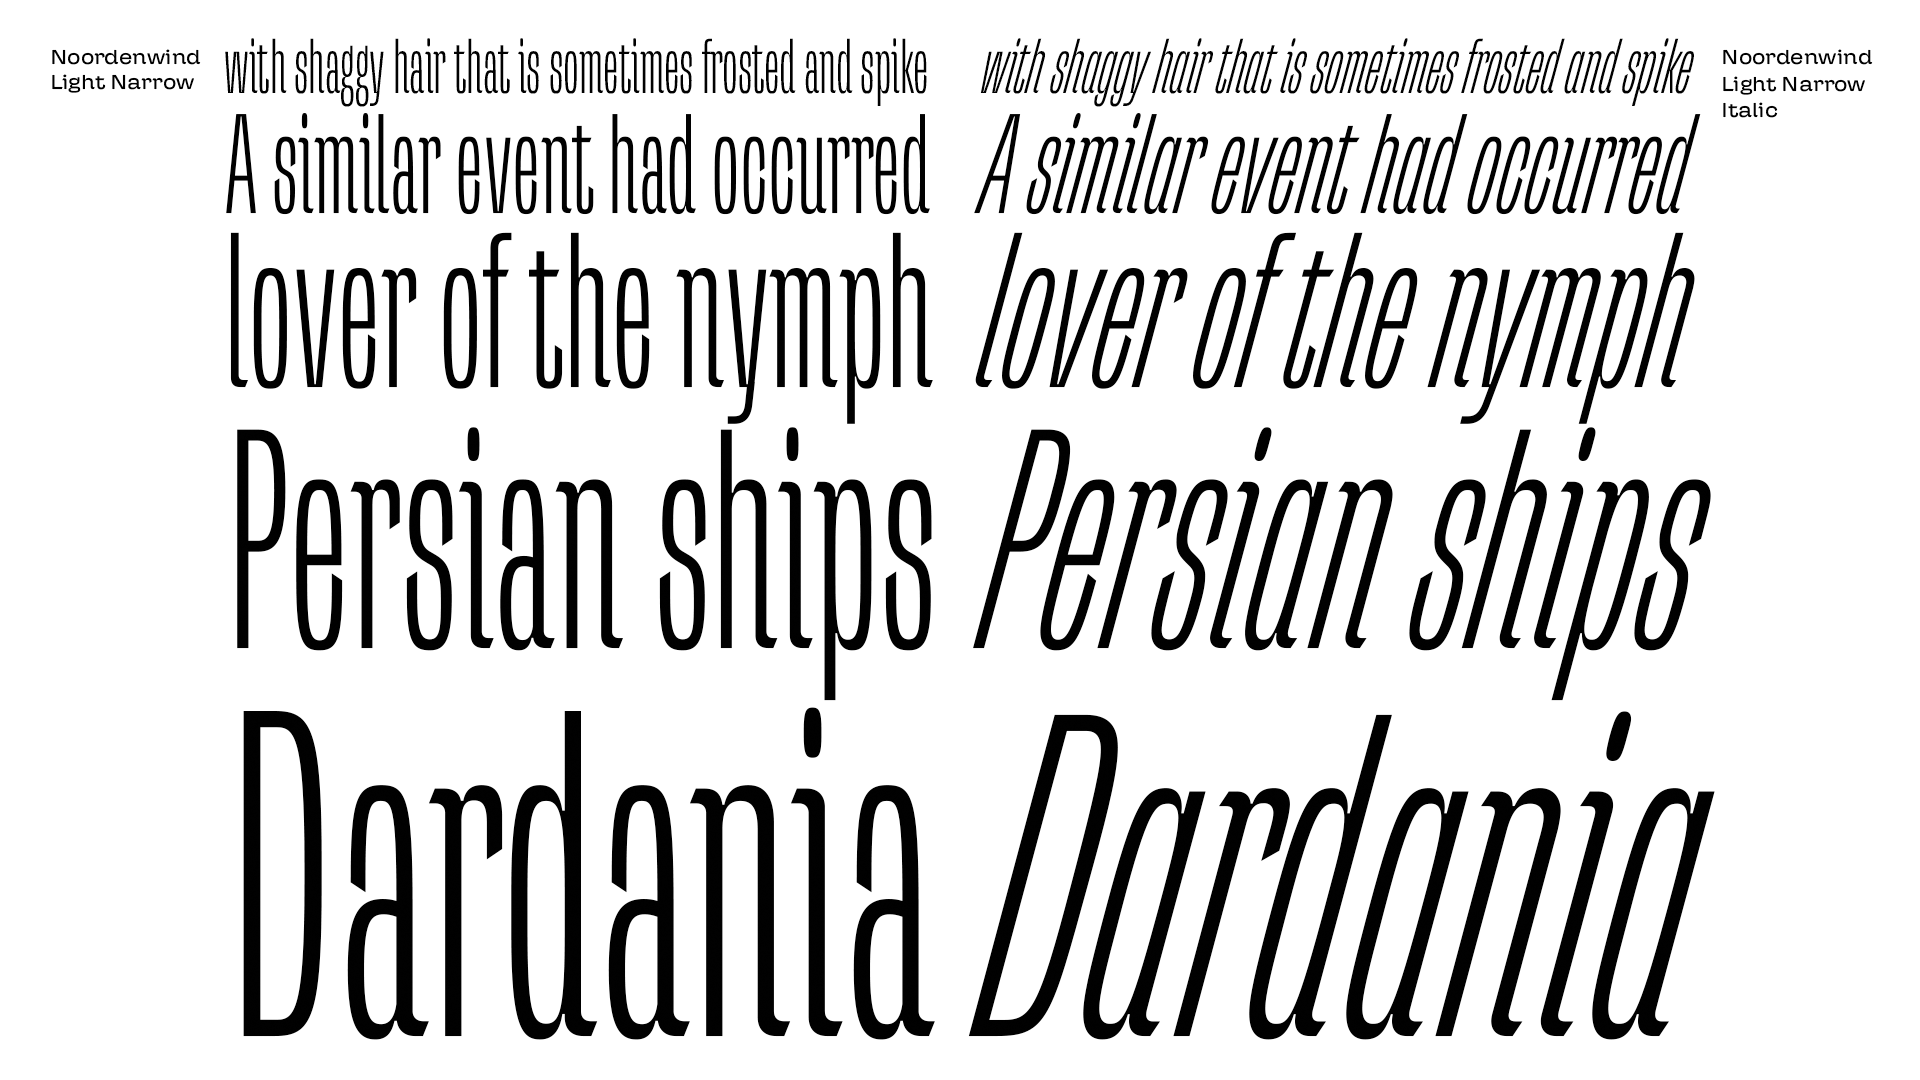 Noordenwind
Light Narrow
with shaggy hair that is sometimes frosted and spike
A similar event had occurred
lover of the nymph
Persian ships
Dardania
with shaggy hair that is sometimes frosted and spike
A similar event had occurred
lover of the nymph
Persian ships
Dardania
Noordenwind
Light Narrow
Italic